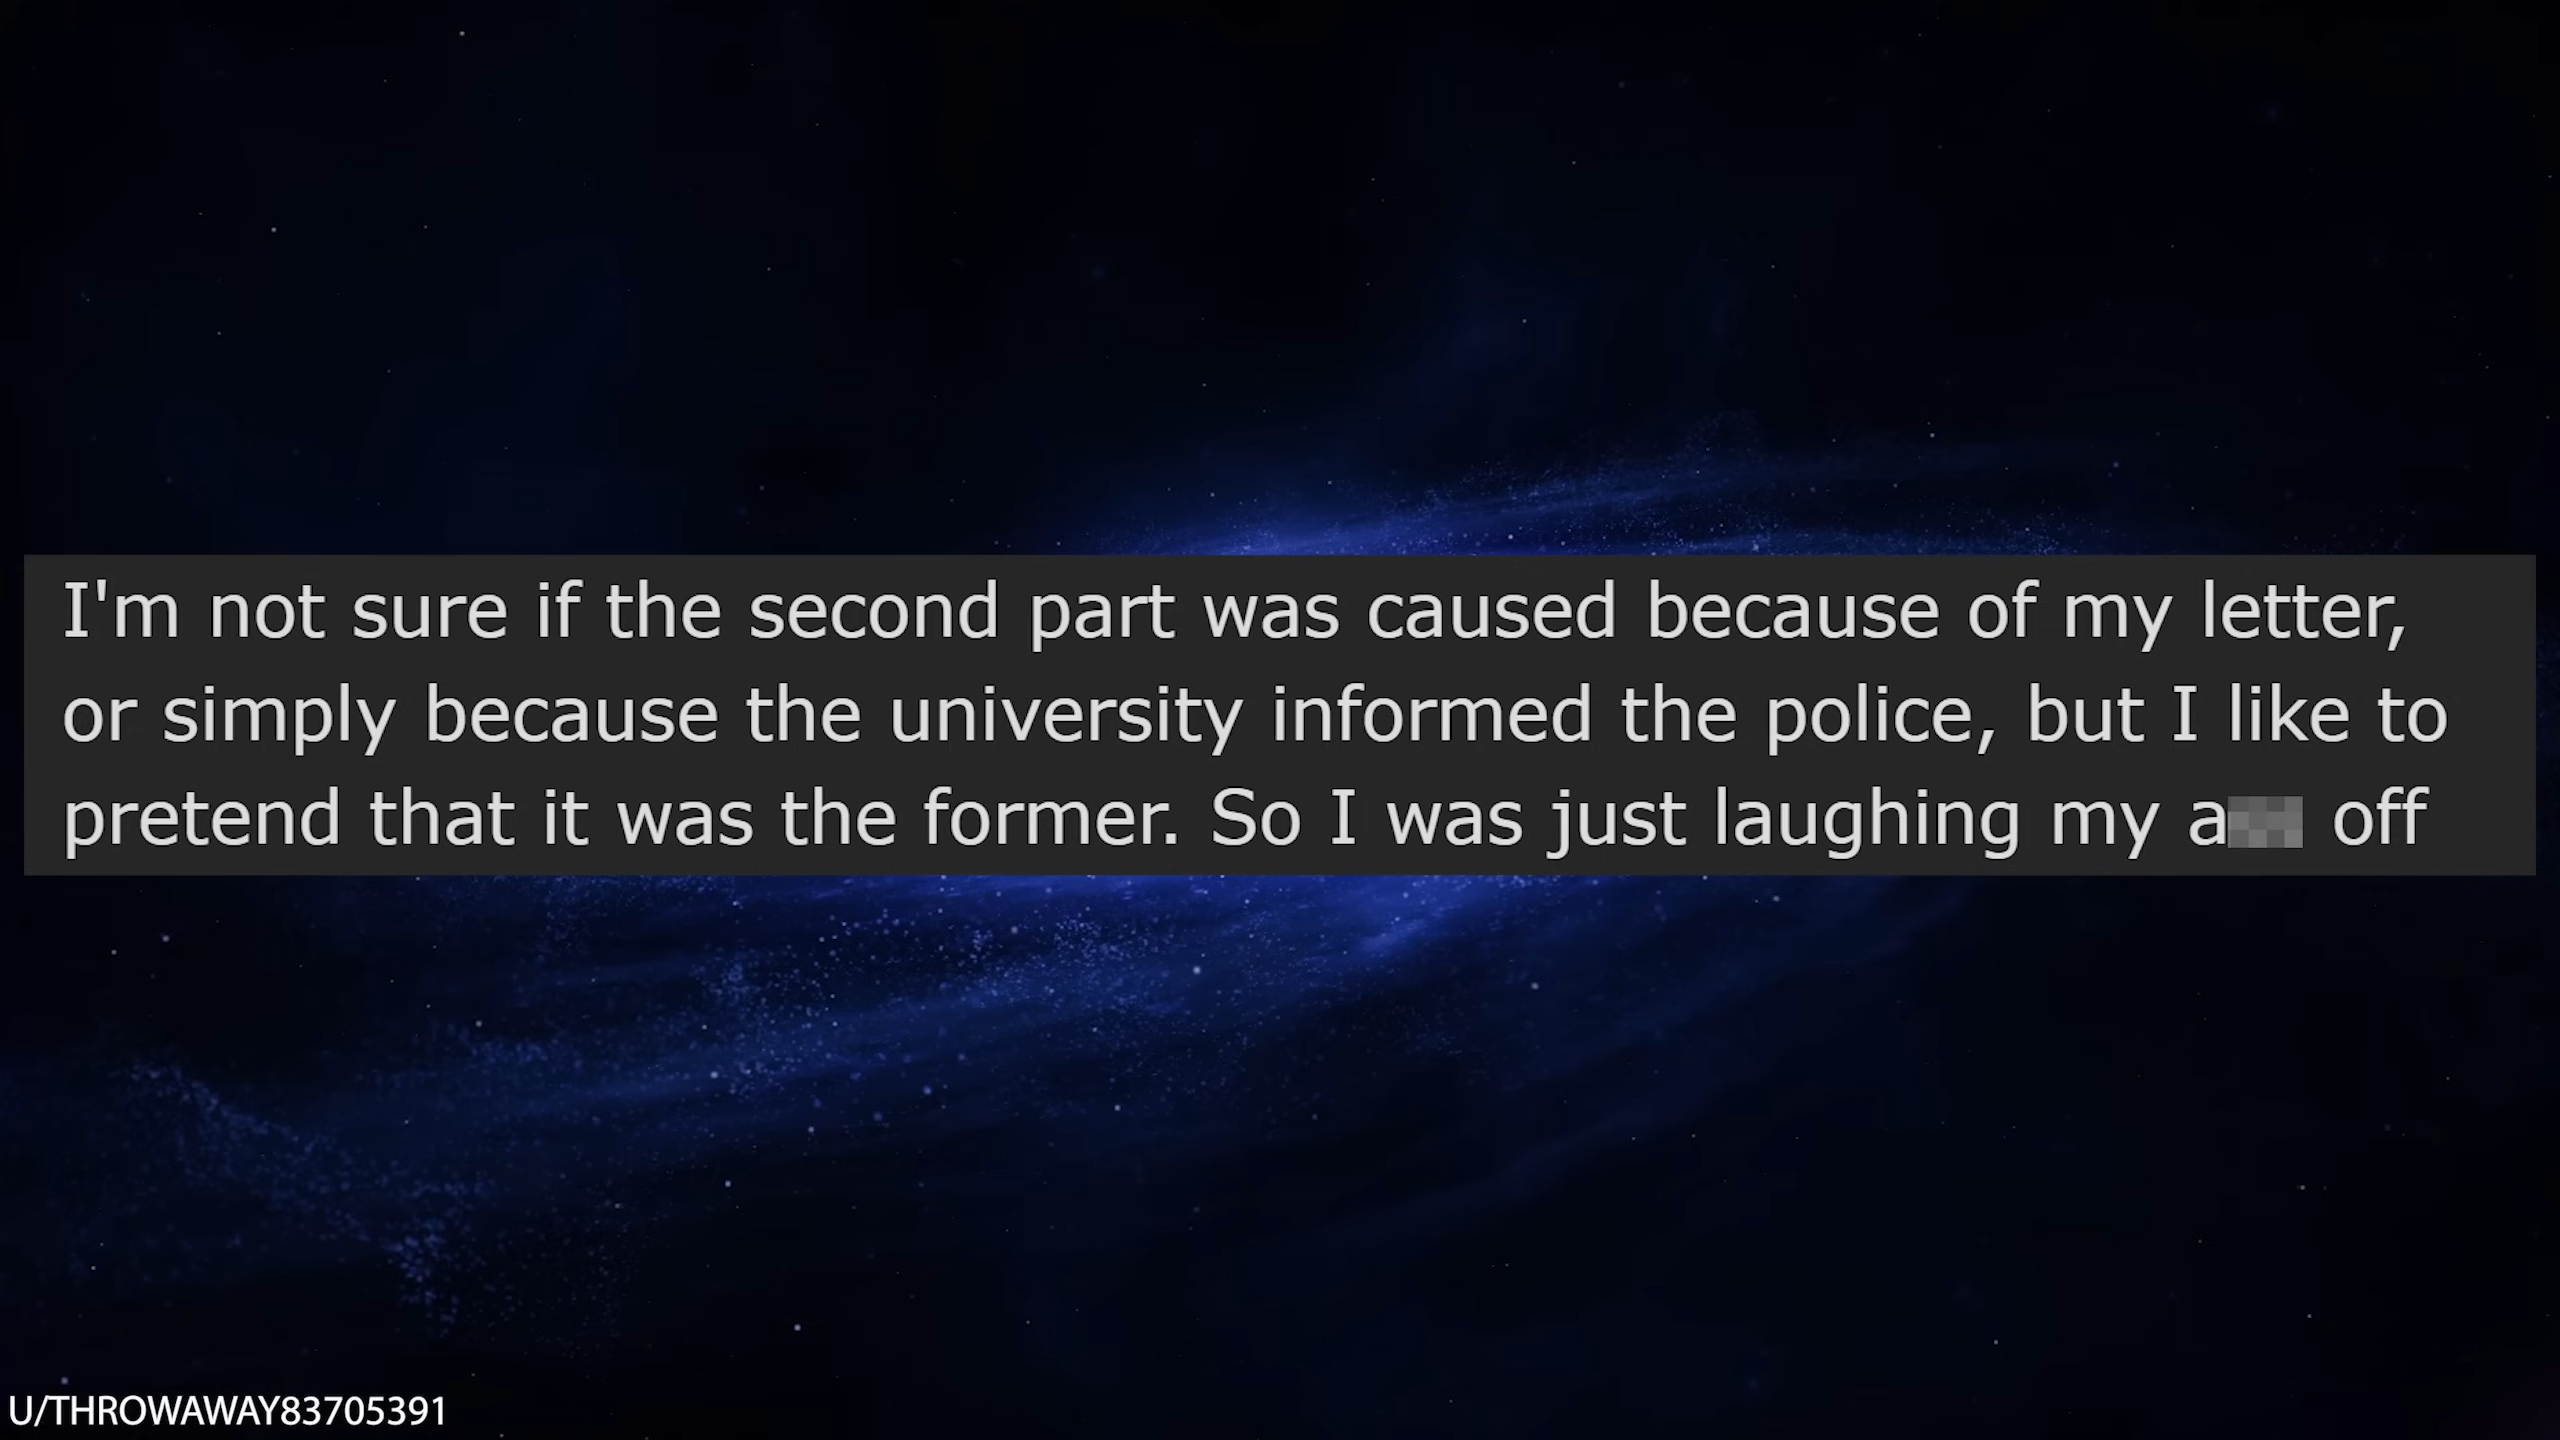 I'm not sure if the second part was caused because of my letter,
or simply because the university informed the police, but I like to
pretend that it was the former. So I was just laughing my a off
U/THROWAWAY83705391